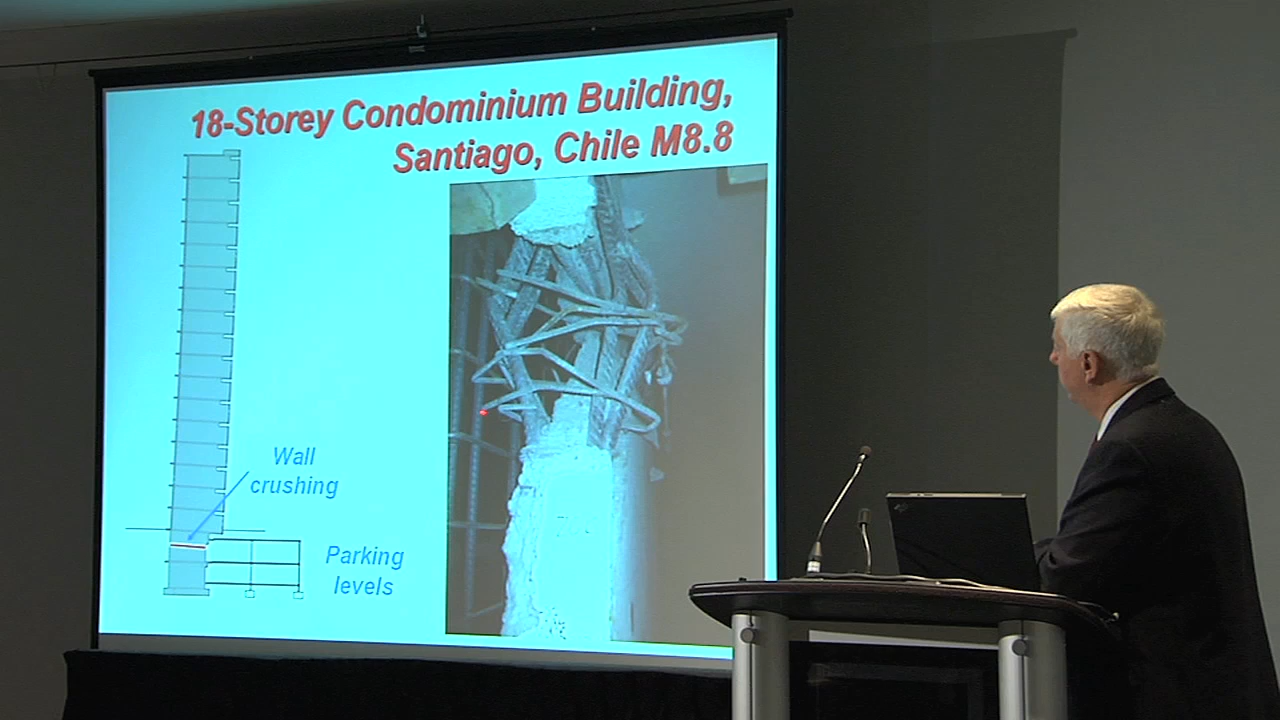 18-Storey Condominium Building,
Santiago, Chile M8.8
Wall
crushing
Parking
levels